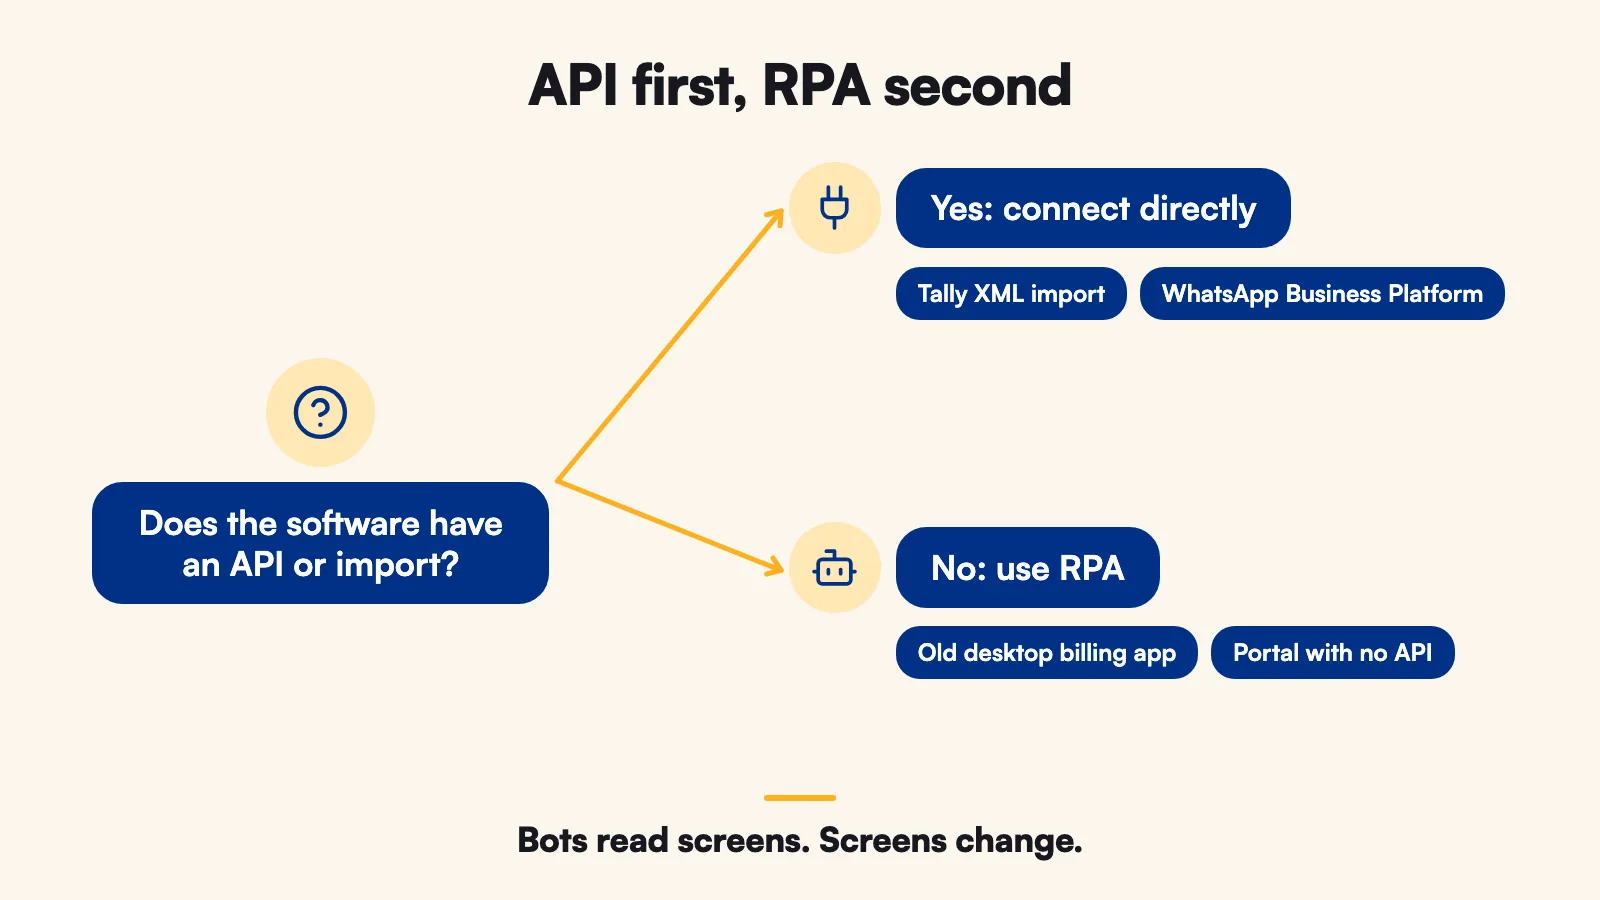 API first, RPA second
Yes: connect directly
Tally XML import
WhatsApp Business Platform
Does the software have
an API or import?
No: use RPA
Old desktop billing app
Portal with no API
Bots read screens. Screens change.